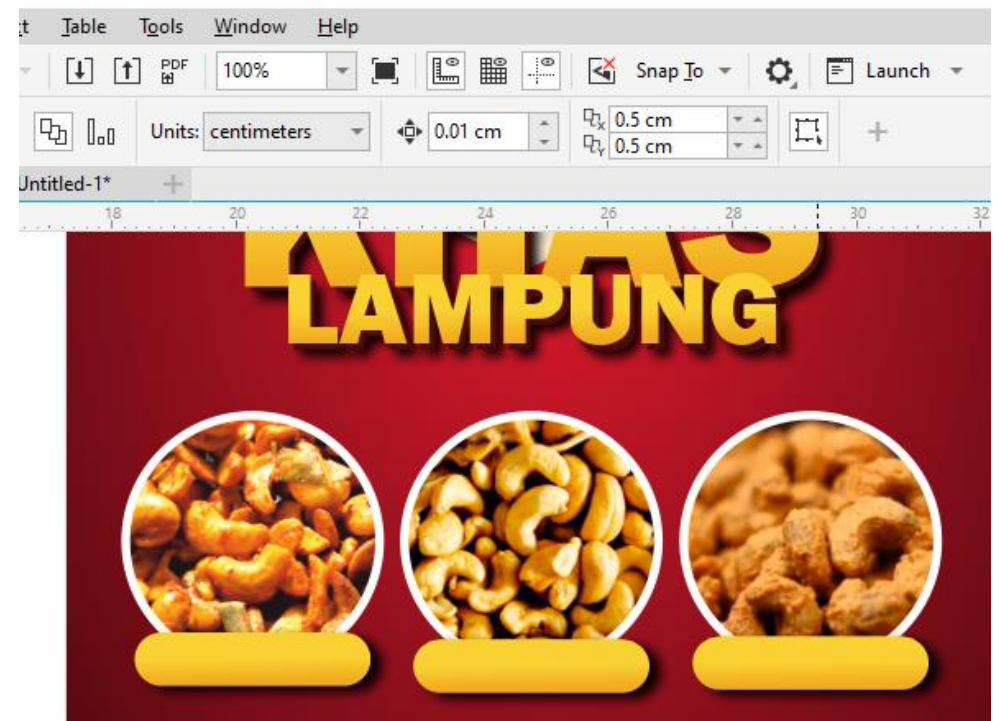 Table Tools Window Help
PDF 100% Snap To Launch
Units: centimeters 0.01 cm 0.5 cm
0.5 cm
Untitled-1*
18 20 22 24 26 28 30 32
KHAS
LAMPUNG